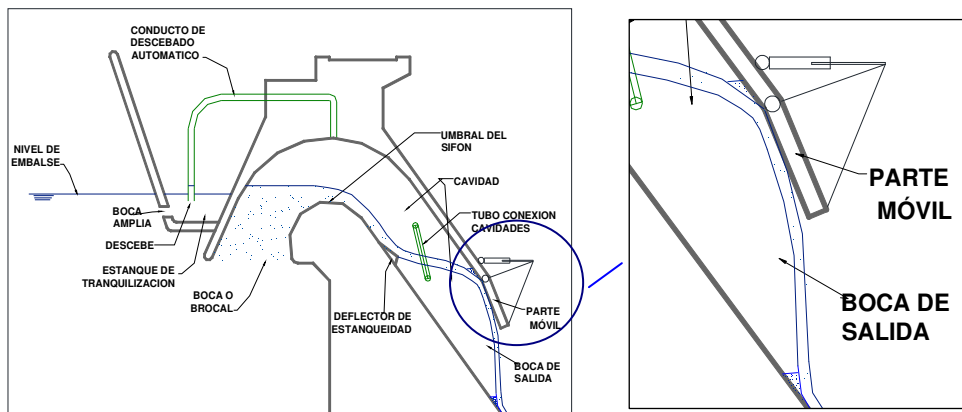 CONDUCTO DE
DESCEBADO
AUTOMATICO
NIVEL DE
EMBALSE
BOCA
AMPLIA
DESCEBE
ESTANQUE DE
TRANQUILIZACION
BOCA O
BROCAL
UMBRAL DEL
SIFON
CAVIDAD
TUBO CONEXION
CAVIDADES
DEFLECTOR DE
ESTANQUEIDAD
PARTE
MÓVIL
BOCA DE
SALIDA
PARTE
MÓVIL
BOCA DE
SALIDA